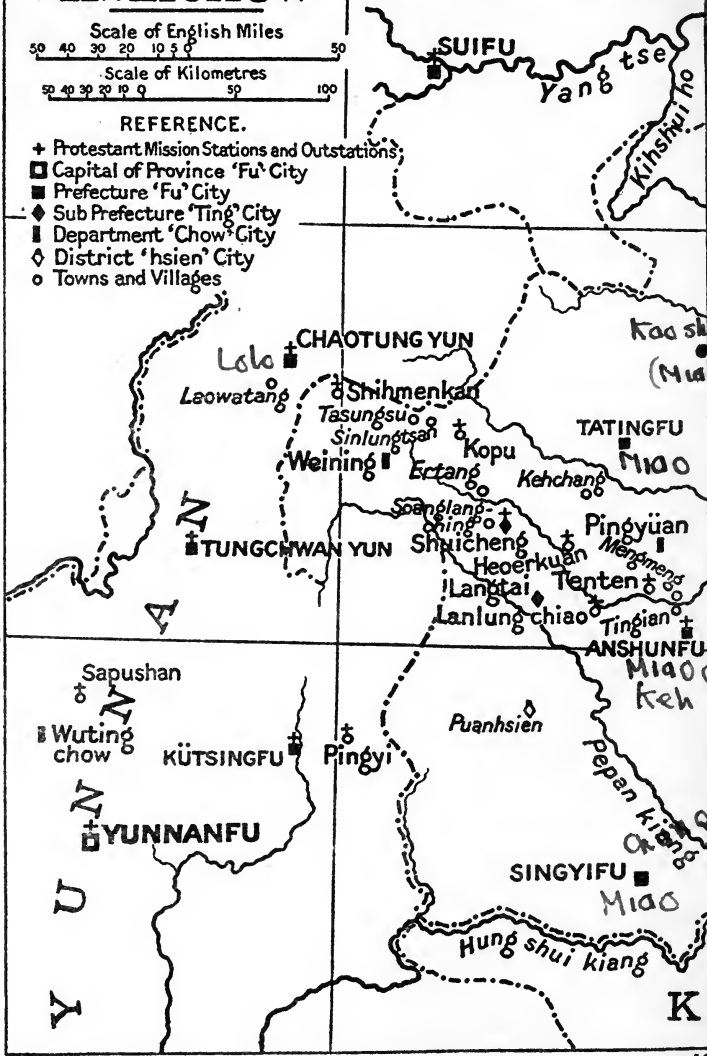 Scale of English Miles
50 40 30 20 10 5 0 50
Scale of Kilometres
50 40 30 20 10 0 50 100
REFERENCE.
Protestant Mission Stations and Outstations
Capital of Province 'Fu' City
Prefecture 'Fu' City
Sub Prefecture 'Ting' City
Department 'Chow' City
District 'hsien' City
Towns and Villages
SUIFU
Yang tse
Kihshui ho
CHAOTUNG YUN
Lolo
Laowatang
Shihmenkan
Tasungsu
Sinlungtsan
Kopu
Weining
Ertang
Kehchang
TATINGFU
Miao
Soanglang-
ching
Shuicheng
Pingyüan
Mengmeng
Heoerkuan
TUNGCHWAN YUN
Langtai
Tenten
Lanlung chiao
Tingian
ANSHUNFU
Miao
Keh
Sapushan
Wuting
chow
KÜTSINGFU
Pingyi
Puanhsien
Pepan kiang
YUNNANFU
SINGYIFU
Miao
Hung shui kiang
YUNNAN
K